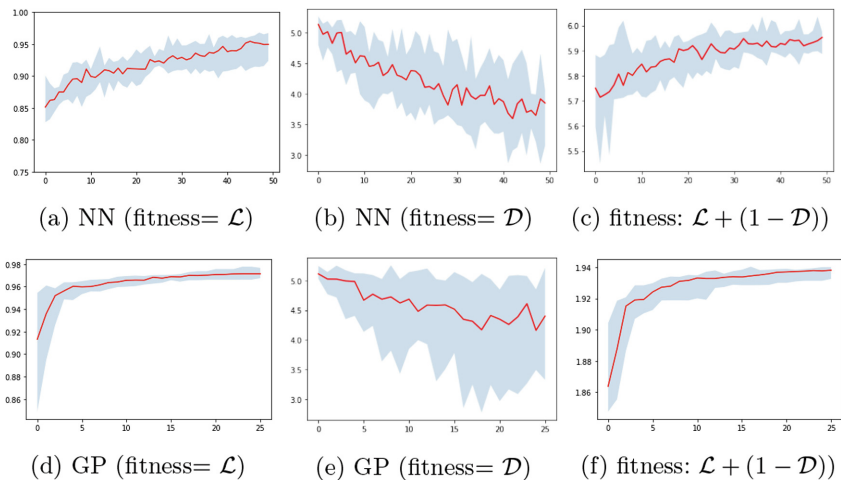 1.00
0.95
0.90
0.85
0.80
0.75
0 10 20 30 40 50
5.0
4.5
4.0
3.5
3.0
0 10 20 30 40 50
6.0
5.9
5.8
5.7
5.6
5.5
0 10 20 30 40 50
(a) NN (fitness= ℒ)
(b) NN (fitness= 𝒟)
(c) fitness: ℒ + (1 − 𝒟))
0.98
0.96
0.94
0.92
0.90
0.88
0.86
0 5 10 15 20 25
5.0
4.5
4.0
3.5
3.0
0 5 10 15 20 25
1.94
1.92
1.90
1.88
1.86
0 5 10 15 20 25
(d) GP (fitness= ℒ)
(e) GP (fitness= 𝒟)
(f) fitness: ℒ + (1 − 𝒟))